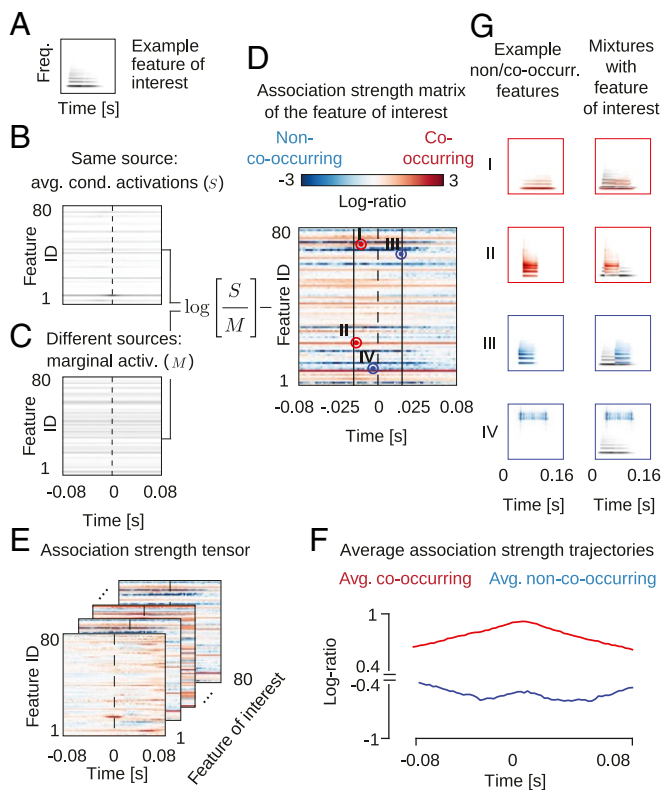 A
Freq.
Time [s]
Example
feature of
interest
B
Same source:
avg. cond. activations (S)
80
Feature
ID
1
C
Different sources:
marginal activ. (M)
80
Feature
ID
1
-0.08
0
0.08
Time [s]
log [S/M]
D
Association strength matrix
of the feature of interest
Non-
co-occurring
Co-
occurring
-3
3
Log-ratio
80
Feature ID
1
I
III
II
IV
-0.08
-.025
0
.025
0.08
Time [s]
E
Association strength tensor
...
80
Feature ID
1
-0.08
0
0.08
Time [s]
1
...
80
Feature of interest
F
Average association strength trajectories
Avg. co-occurring
Avg. non-co-occurring
1
0.4
-0.4
-1
Log-ratio
-0.08
0
0.08
Time [s]
G
Example
non/co-occurr.
features
Mixtures
with
feature
of interest
I
II
III
IV
0
0.16
0
0.16
Time [s]
Time [s]